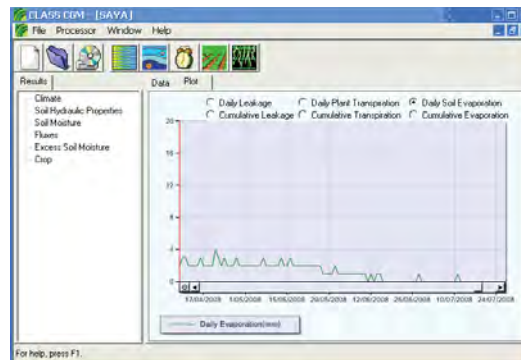 CLASS CGM - [SAYA]
File Processor Window Help
Results
Data Plot
Climate
Soil Hydraulic Properties
Soil Moisture
Fluxes
Excess Soil Moisture
Crop
Daily Leakage Daily Plant Transpiration Daily Soil Evaporation
Cumulative Leakage Cumulative Transpiration Cumulative Evaporation
20
16
12
8
4
0
17/04/2008 1/05/2008 15/05/2008 29/05/2008 12/06/2008 26/06/2008 10/07/2008 24/07/2008
Daily Evaporation(mm)
For help, press F1.